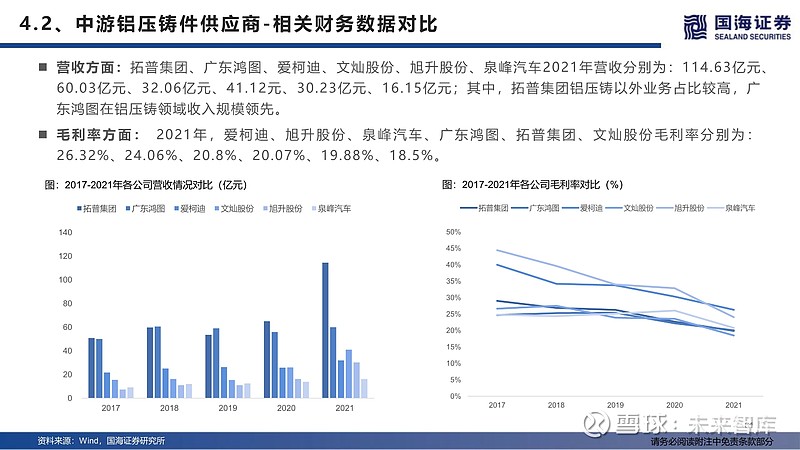 4.2、中游铝压铸件供应商-相关财务数据对比
国海证券
SEALAND SECURITIES
■ 营收方面：拓普集团、广东鸿图、爱柯迪、文灿股份、旭升股份、泉峰汽车2021年营收分别为：114.63亿元、
60.03亿元、32.06亿元、41.12元、30.23亿元、16.15亿元；其中，拓普集团铝压铸以外业务占比较高，广
东鸿图在铝压铸领域收入规模领先。
■ 毛利率方面： 2021年，爱柯迪、旭升股份、泉峰汽车、广东鸿图、拓普集团、文灿股份毛利率分别为：
26.32%、24.06%、20.8%、20.07%、19.88%、18.5%。
图：2017-2021年各公司营收情况对比（亿元）
拓普集团 广东鸿图 爱柯迪 文灿股份 旭升股份 泉峰汽车
140
120
100
80
60
40
20
0
2017 2018 2019 2020 2021
图：2017-2021年各公司毛利率对比（%）
拓普集团 广东鸿图 爱柯迪 文灿股份 旭升股份 泉峰汽车
50%
45%
40%
35%
30%
25%
20%
15%
10%
5%
0%
2017 2018 2019 2020 2021
雪球：未来智库
资料来源：Wind，国海证券研究所
请务必阅读附注中免责条款部分